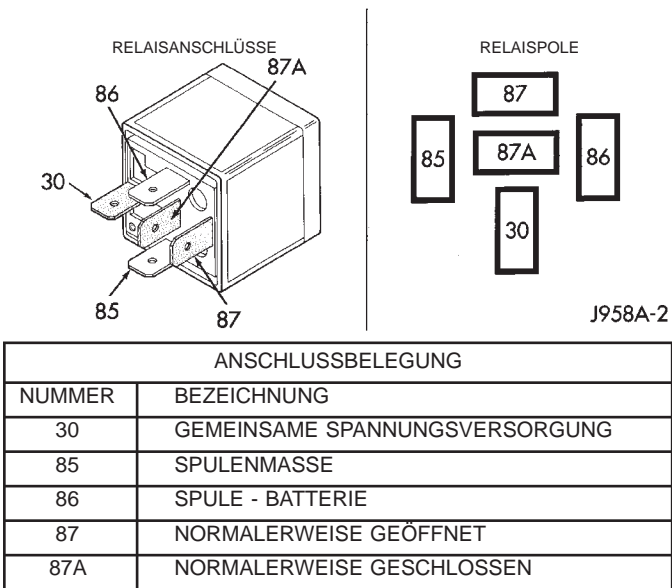 RELAISANSCHLÜSSE
87A
86
30
85
87
RELAISPOLE
87
85
87A
86
30
J958A-2
ANSCHLUSSBELEGUNG
NUMMER BEZEICHNUNG
30 GEMEINSAME SPANNUNGSVERSORGUNG
85 SPULENMASSE
86 SPULE - BATTERIE
87 NORMALERWEISE GEÖFFNET
87A NORMALERWEISE GESCHLOSSEN